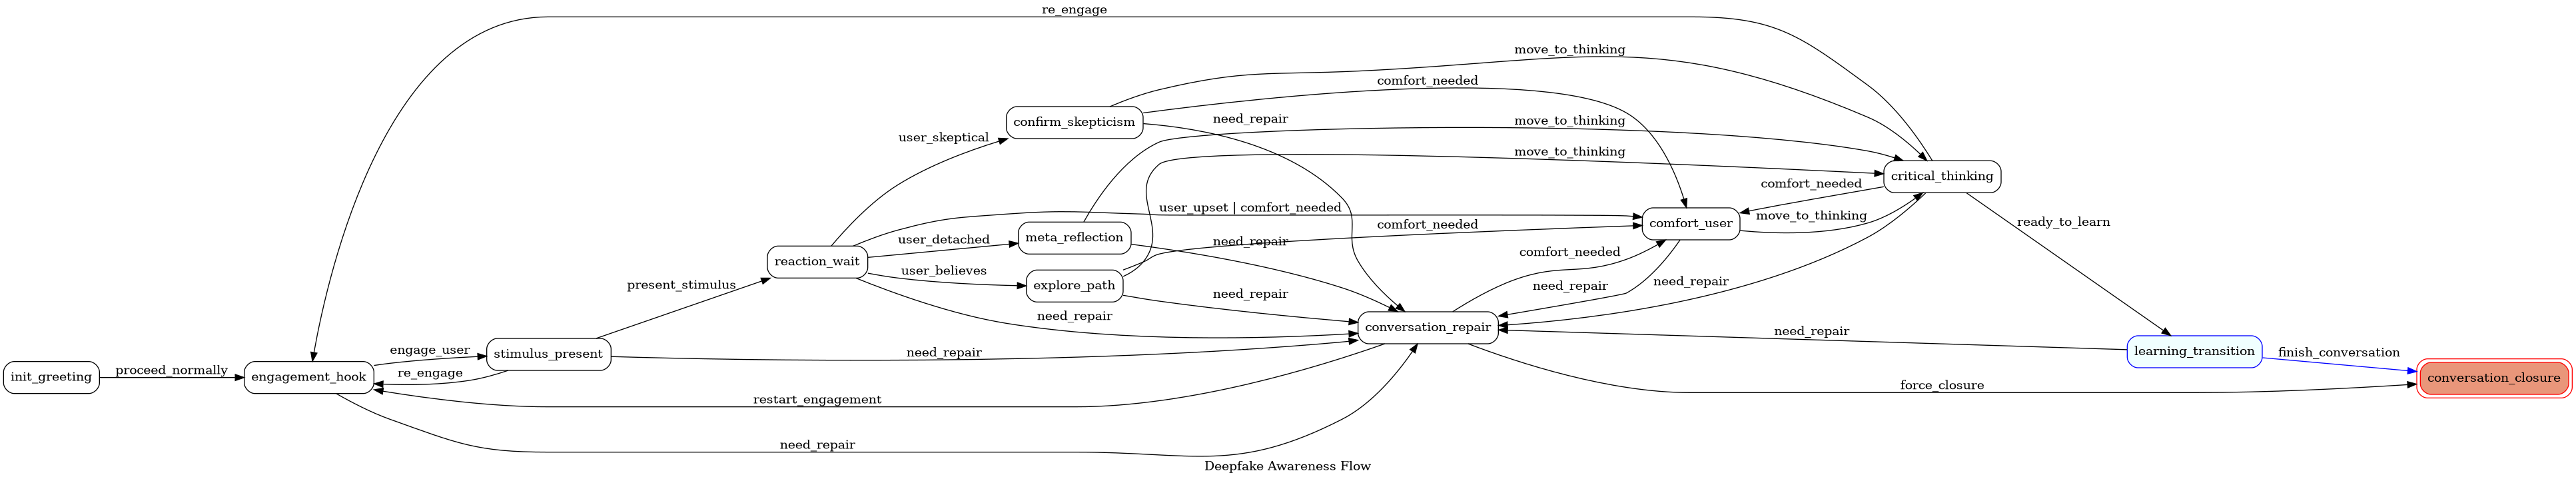 re_engage
move_to_thinking
comfort_needed
need_repair
confirm_skepticism
move_to_thinking
user_skeptical
move_to_thinking
critical_thinking
comfort_needed
user_upset | comfort_needed
move_to_thinking
comfort_user
ready_to_learn
comfort_needed
user_detached
meta_reflection
need_repair
reaction_wait
comfort_needed
user_believes
explore_path
present_stimulus
need_repair
need_repair
need_repair
need_repair
conversation_repair
need_repair
engage_user
stimulus_present
need_repair
learning_transition
finish_conversation
init_greeting
proceed_normally
engagement_hook
re_engage
conversation_closure
force_closure
restart_engagement
need_repair
Deepfake Awareness Flow